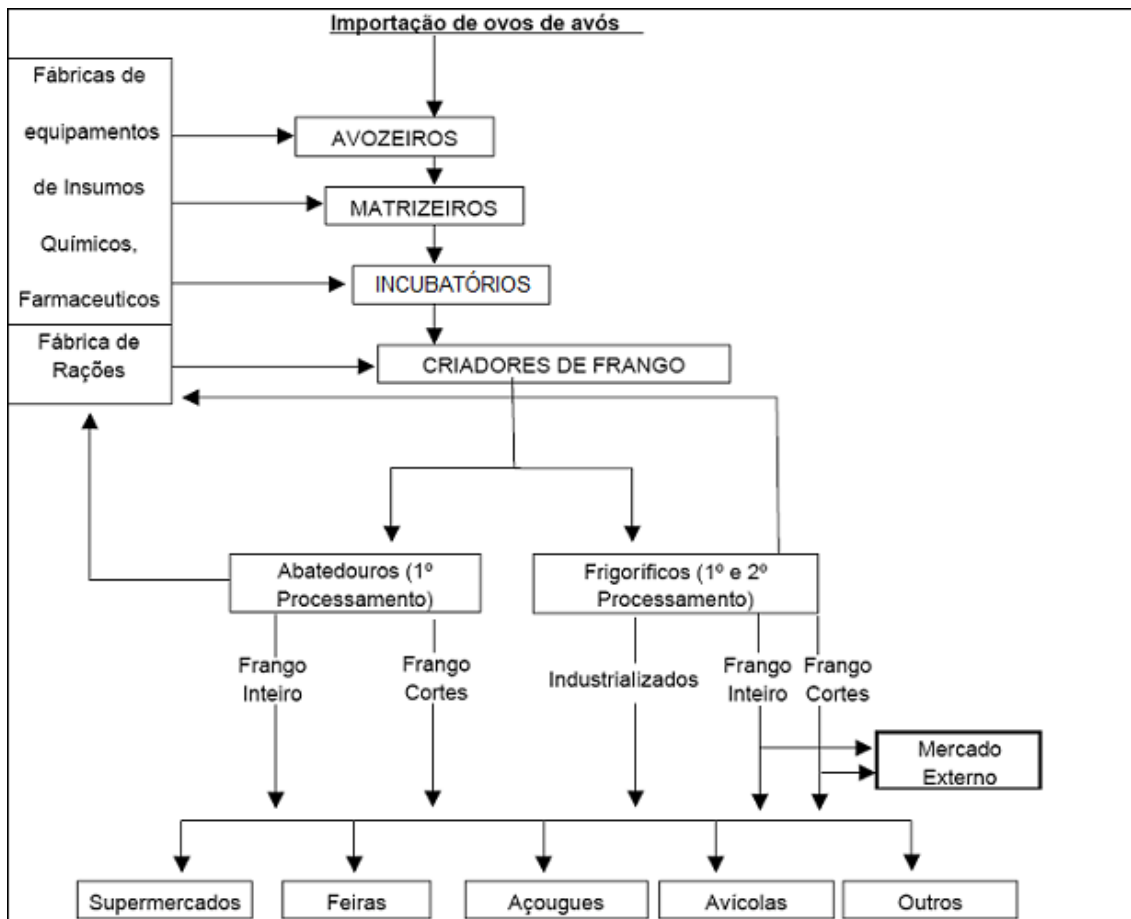 Importação de ovos de avós
Fábricas de
equipamentos
de Insumos
Químicos,
Farmaceuticos
Fábrica de
Rações
AVOZEIROS
MATRIZEIROS
INCUBATÓRIOS
CRIADORES DE FRANGO
Abatedouros (1º
Processamento)
Frigorificos (1º e 2º
Processamento)
Frango
Inteiro
Frango
Cortes
Industrializados
Frango
Inteiro
Frango
Cortes
Mercado
Externo
Supermercados
Feiras
Açougues
Avicolas
Outros